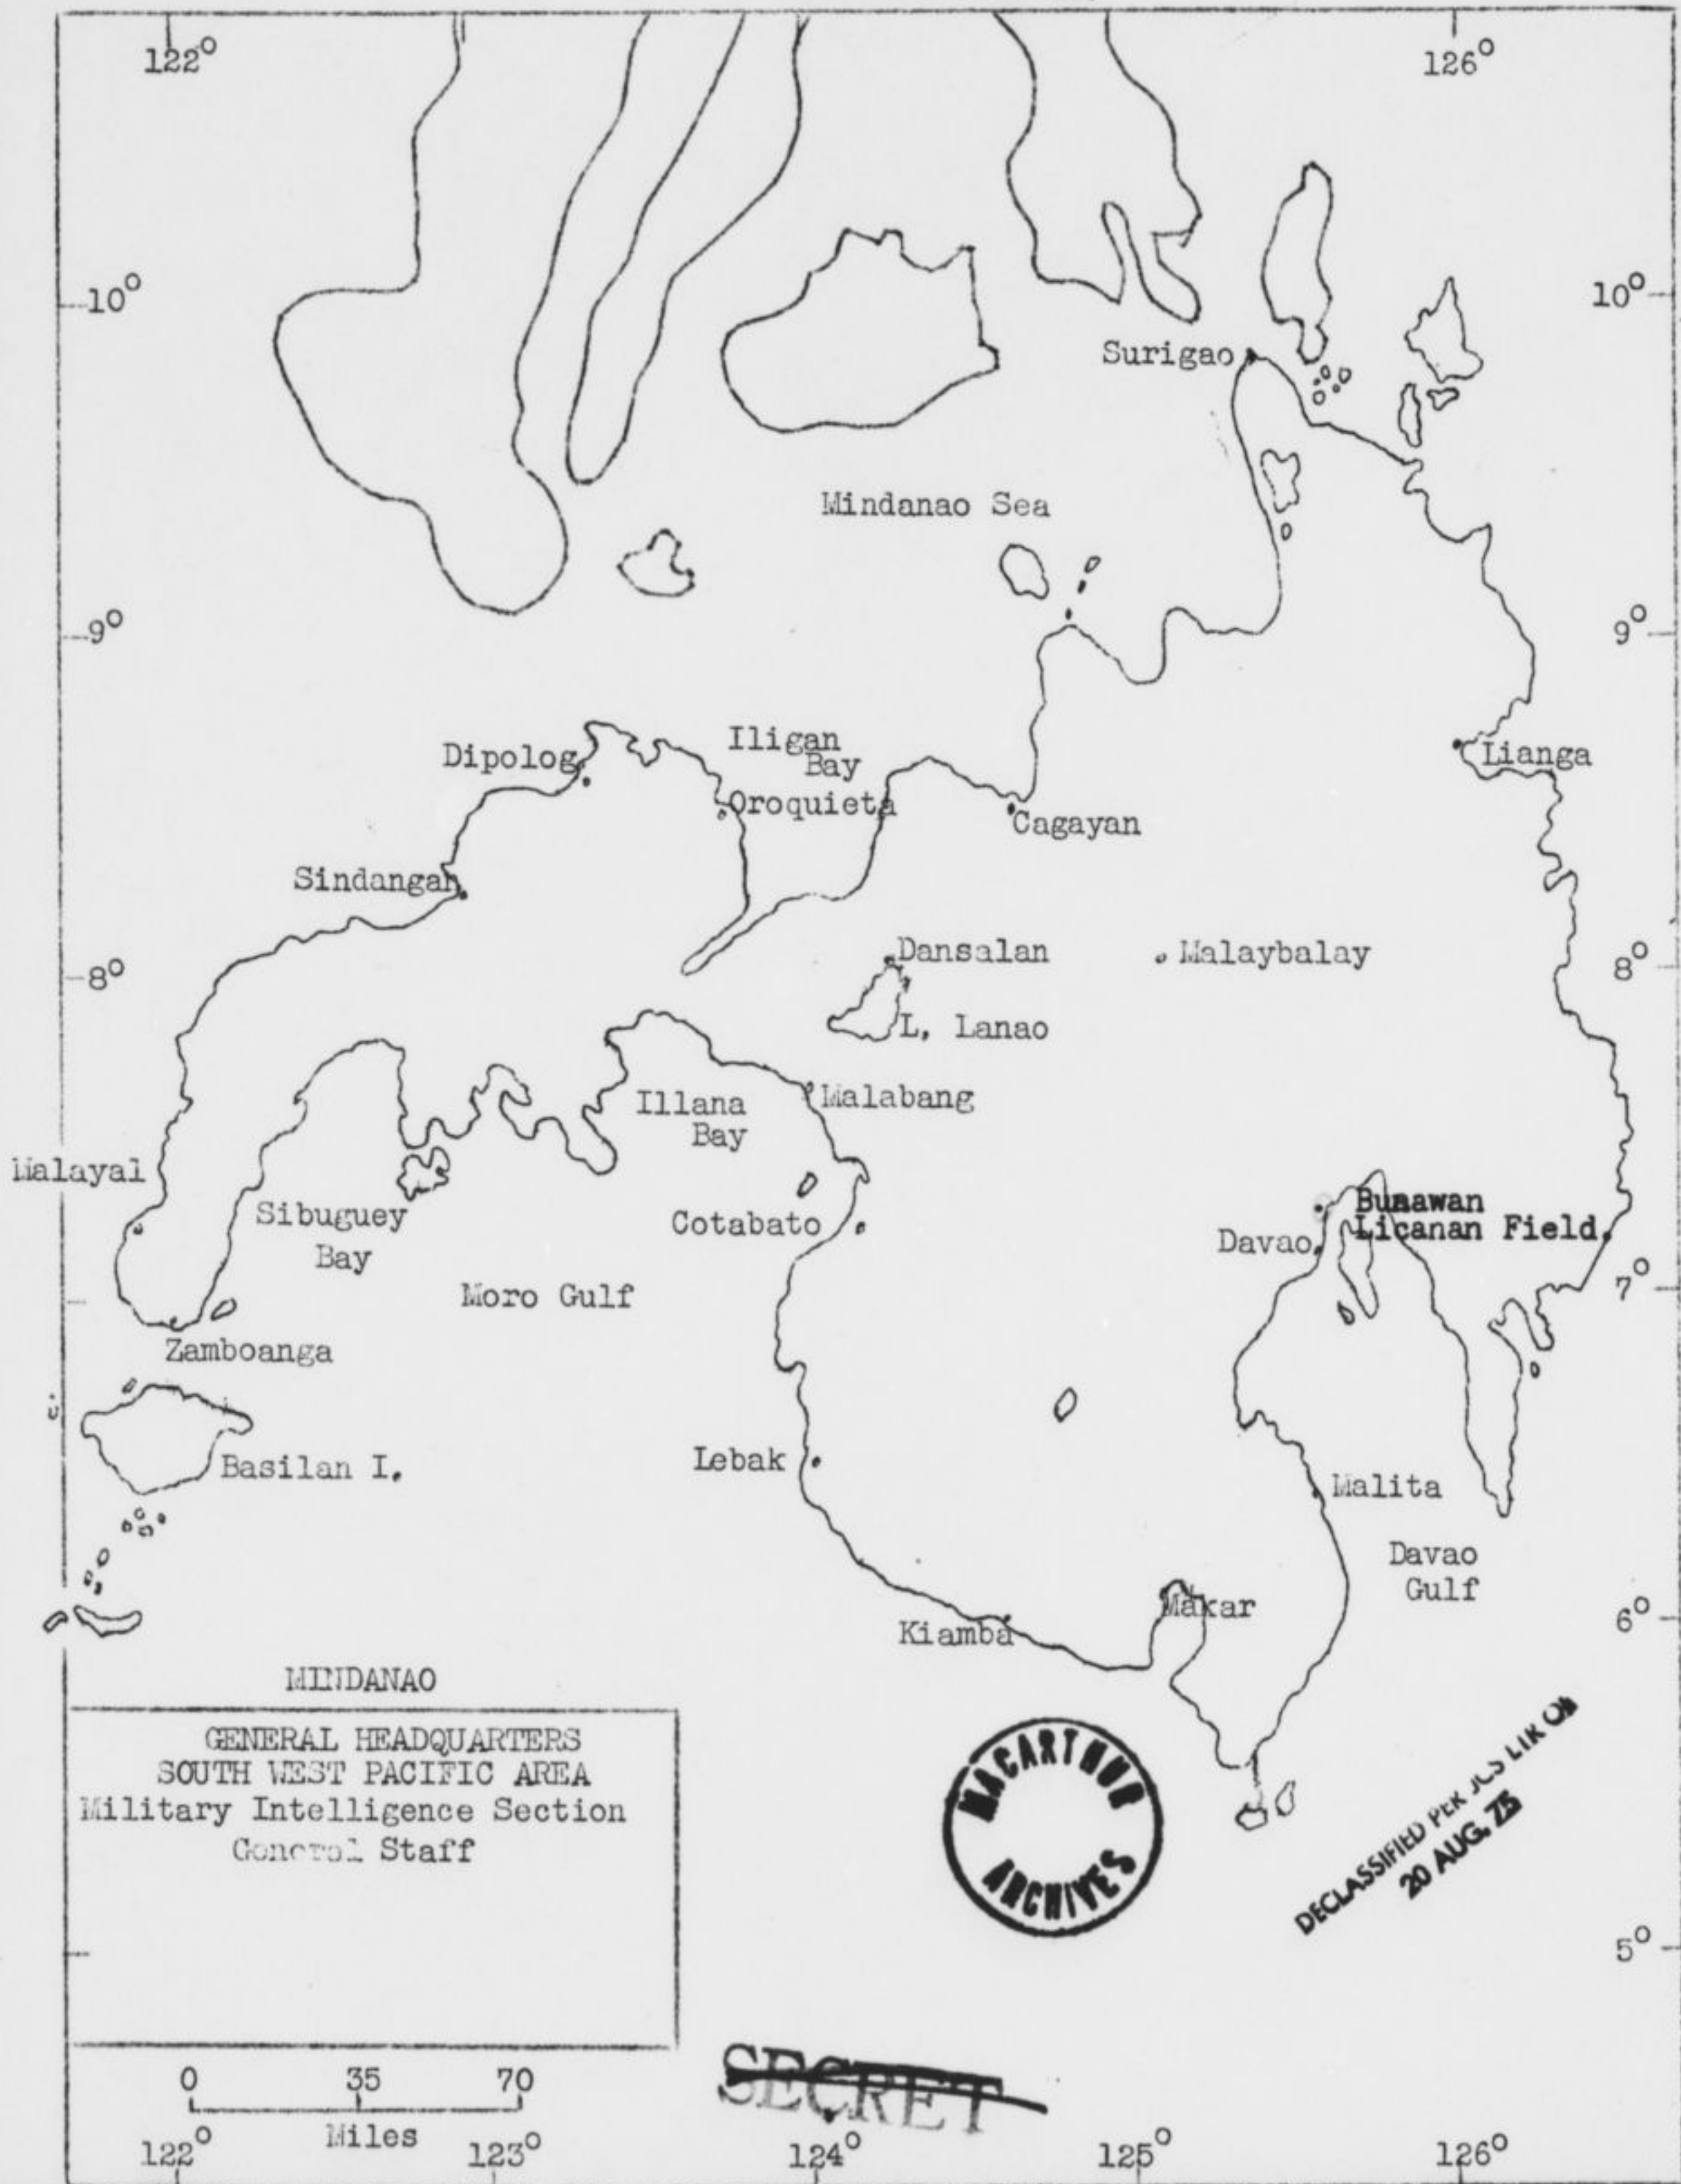 122° 126°
10° 10°
Surigao
Mindanao Sea
9° 9°
Iligan
Bay
Dipolog
Lianga
Oroquieta
Cagayan
Sindangan
Dansalan
Malaybalay
8° 8°
L. Lanao
Malabang
Illana
Bay
Malayal
Bunawan
Sibuguey
Bay
Cotabato
Licanan Field
Davao
7°
Moro Gulf
Zamboanga
Basilan I.
Lebak
Malita
Davao
Gulf
Makar
6°
Kiamba
MINDANAO
GENERAL HEADQUARTERS
SOUTH WEST PACIFIC AREA
Military Intelligence Section
General Staff
MACARTHUR
ARCHIVES
DECLASSIFIED PER JCS LTR OF
20 AUG. 75
5°
SECRET
0 35 70
Miles
122° 123° 124° 125° 126°